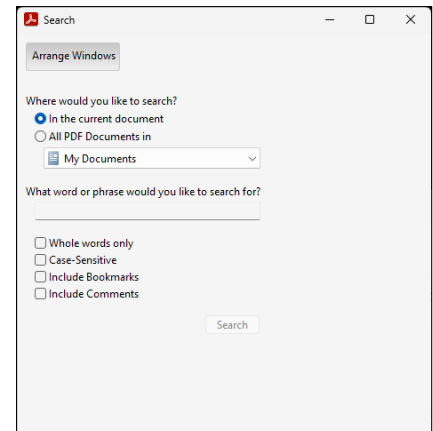 Search
Arrange Windows
Where would you like to search?
In the current document
All PDF Documents in
My Documents
What word or phrase would you like to search for?
Whole words only
Case-Sensitive
Include Bookmarks
Include Comments
Search